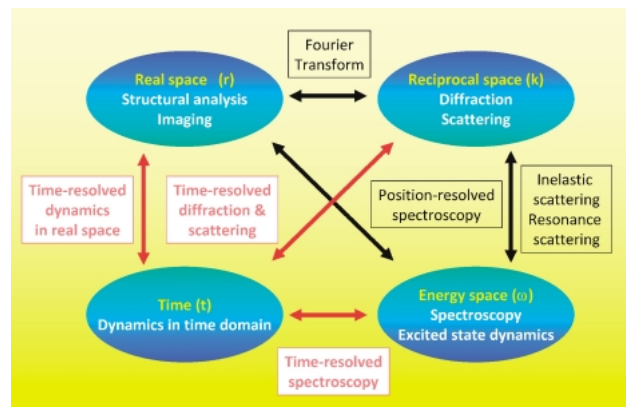 Fourier
Transform
Real space (r)
Structural analysis
Imaging
Reciprocal space (k)
Diffraction
Scattering
Time-resolved
dynamics
in real space
Time-resolved
diffraction &
scattering
Position-resolved
spectroscopy
Inelastic
scattering
Resonance
scattering
Time (t)
Dynamics in time domain
Energy space (ω)
Spectroscopy
Excited state dynamics
Time-resolved
spectroscopy